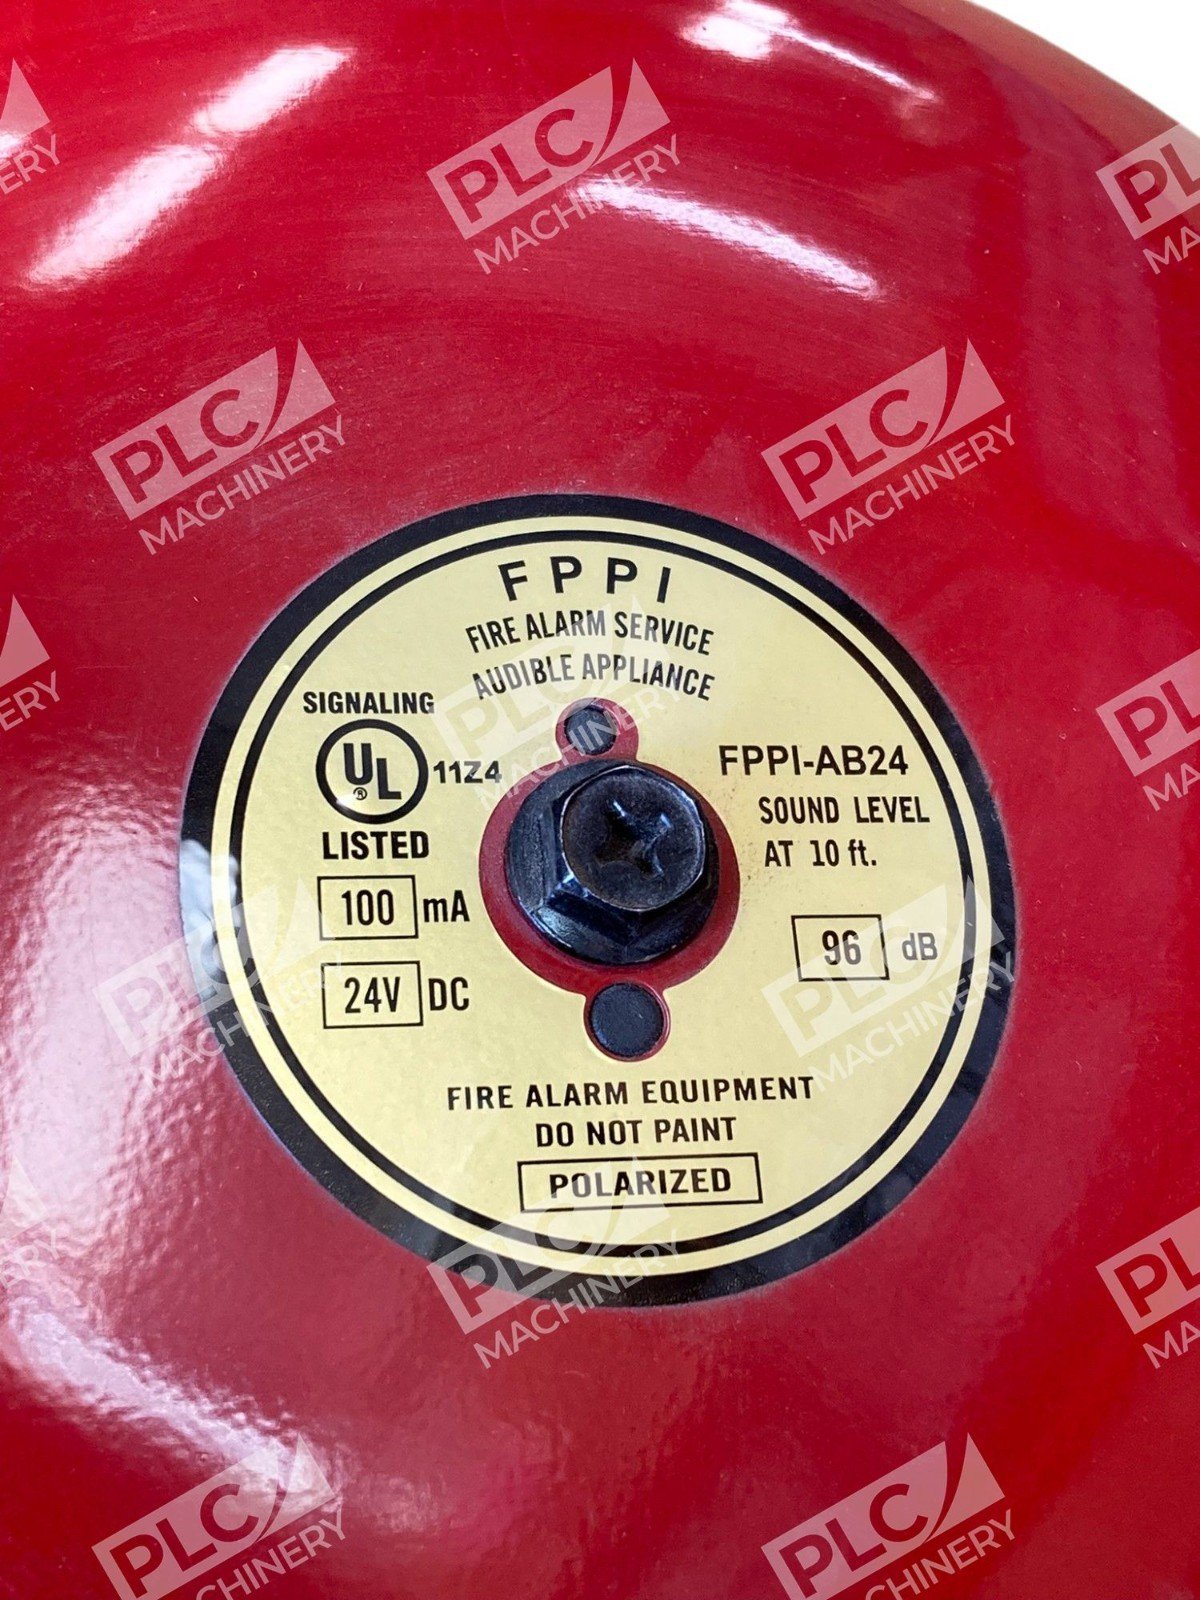 FPPI
FIRE ALARM SERVICE
AUDIBLE APPLIANCE
SIGNALING
UL ® 11Z4
LISTED
100 mA
24V DC
FPPI-AB24
SOUND LEVEL
AT 10 ft.
96 dB
FIRE ALARM EQUIPMENT
DO NOT PAINT
POLARIZED
PLC
MACHINERY